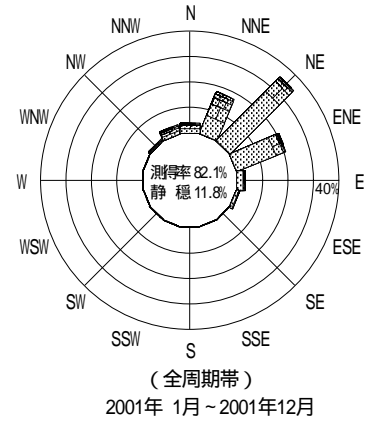 N
NNW
NNE
NW
NE
WNW
ENE
測得率 82.1%
静 穏 11.8%
W
40%
E
WSW
ESE
SW
SE
SSW
SSE
S
(全周期帯)
2001年 1月~2001年12月